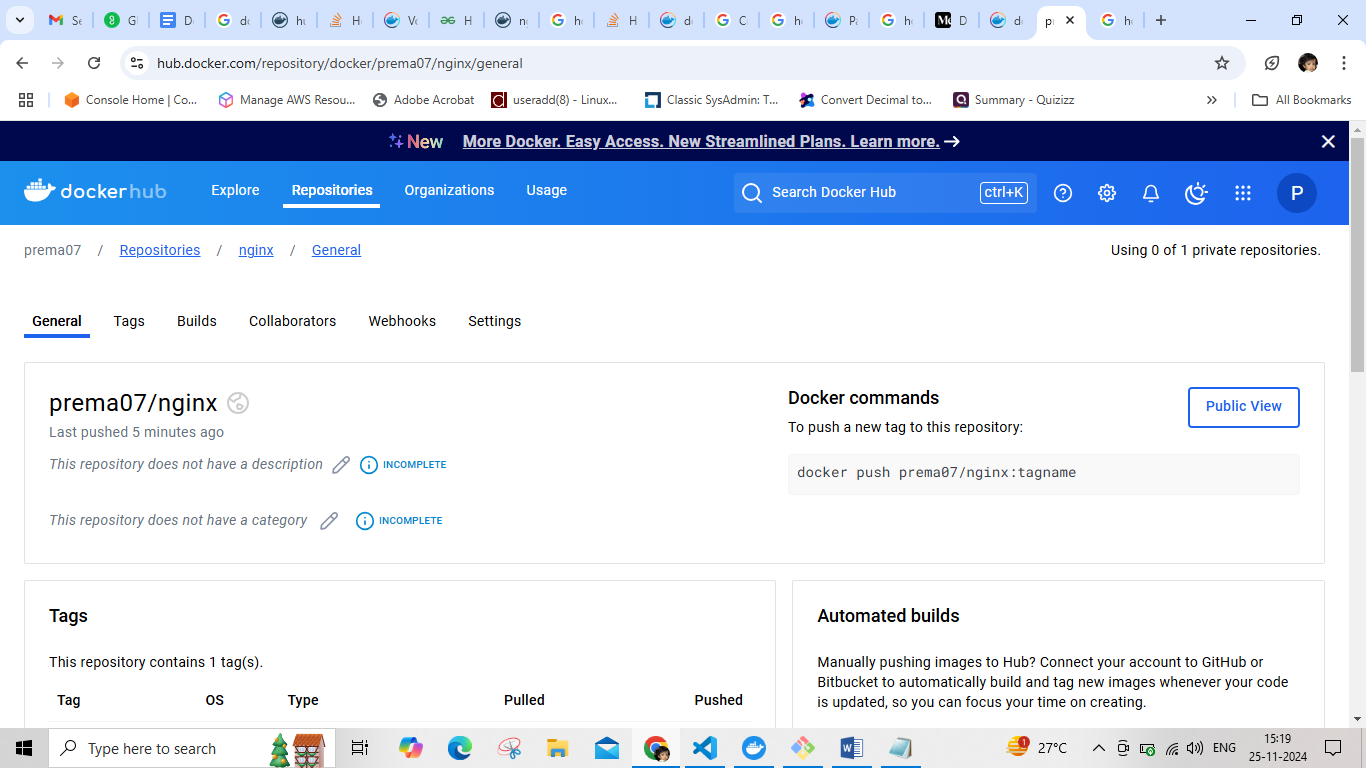 hub.docker.com/repository/docker/prema07/nginx/general
Console Home | Co...
Manage AWS Resou...
Adobe Acrobat
useradd(8) - Linux...
Classic SysAdmin: T...
Convert Decimal to...
Summary - Quizizz
»
All Bookmarks
New More Docker. Easy Access. New Streamlined Plans. Learn more. →
dockerhub Explore Repositories Organizations Usage Search Docker Hub ctrl+K P
prema07 / Repositories / nginx / General Using 0 of 1 private repositories.
General Tags Builds Collaborators Webhooks Settings
prema07/nginx
Last pushed 5 minutes ago
This repository does not have a description INCOMPLETE
This repository does not have a category INCOMPLETE
Docker commands
Public View
To push a new tag to this repository:
docker push prema07/nginx:tagname
Tags
This repository contains 1 tag(s).
Tag OS Type Pulled Pushed
Automated builds
Manually pushing images to Hub? Connect your account to GitHub or
Bitbucket to automatically build and tag new images whenever your code
is updated, so you can focus your time on creating.
Type here to search
1
27°C
ENG
15:19
25-11-2024